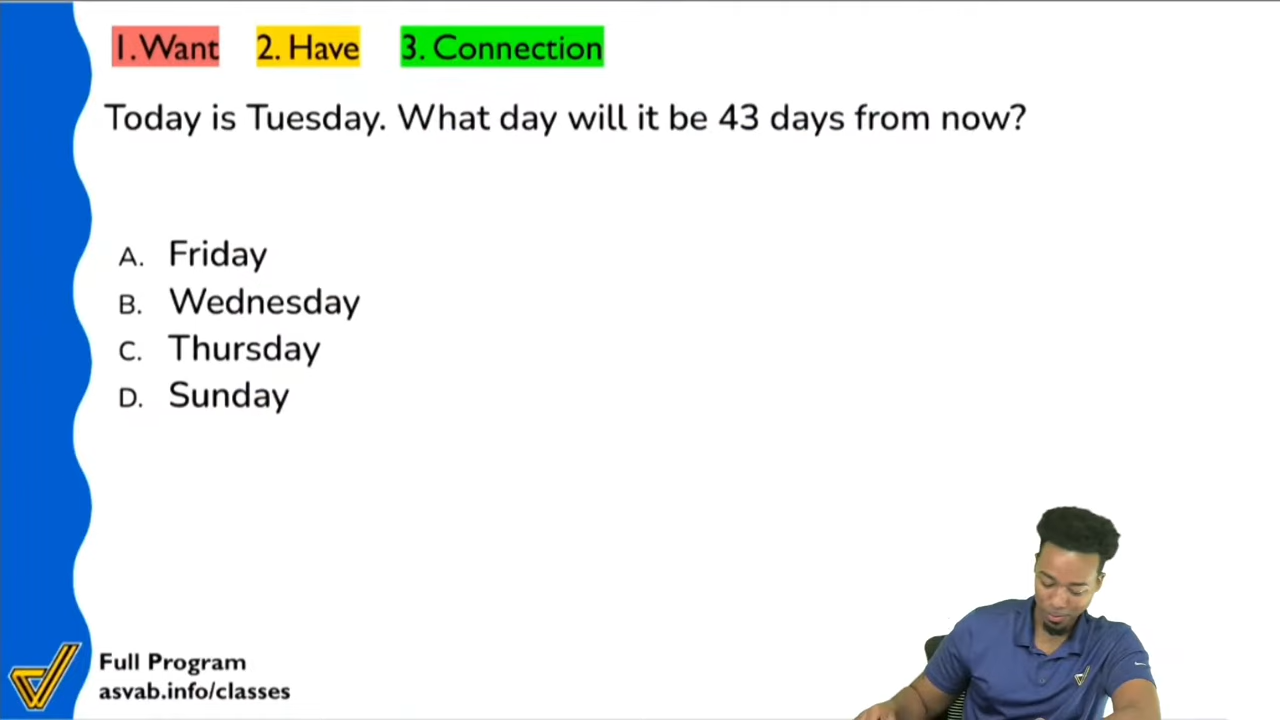 1. Want 2. Have 3. Connection
Today is Tuesday. What day will it be 43 days from now?
A. Friday
B. Wednesday
C. Thursday
D. Sunday
Full Program
asvab.info/classes